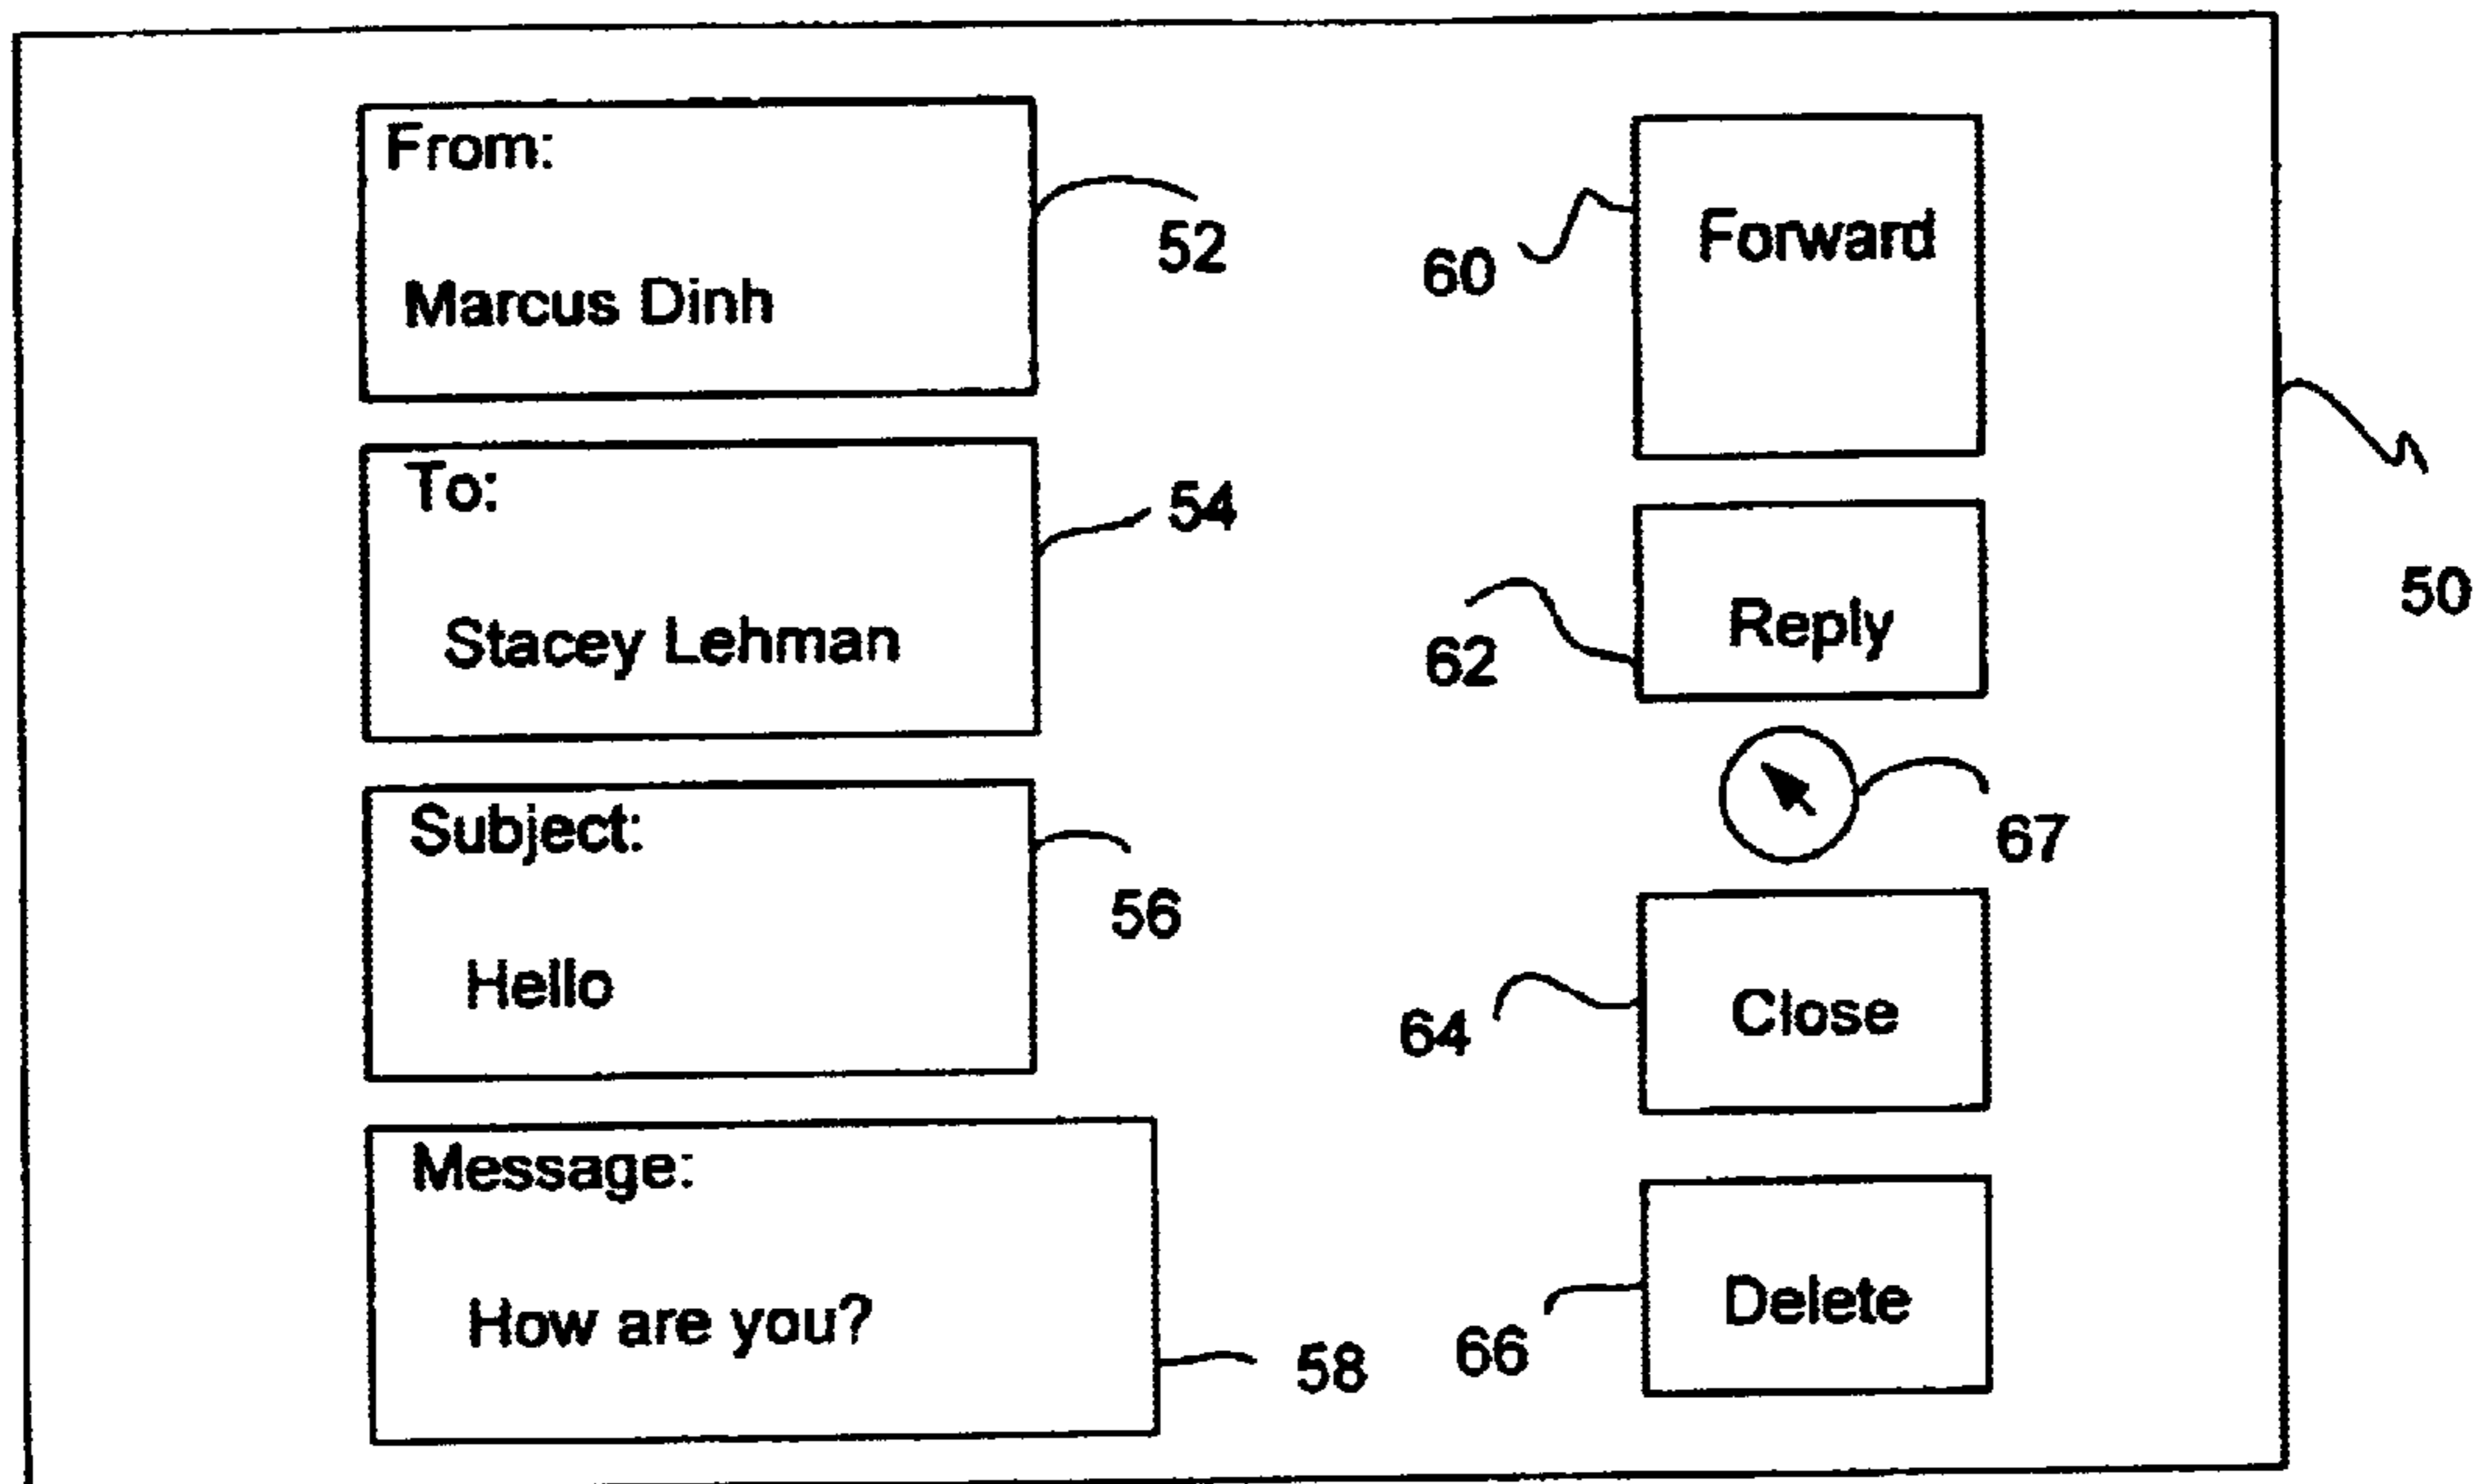 From:
Marcus Dinh
52
To:
Stacey Lehman
54
Subject:
Hello
56
Message:
How are you?
58
60
Forward
50
62
Reply
67
64
Close
66
Delete